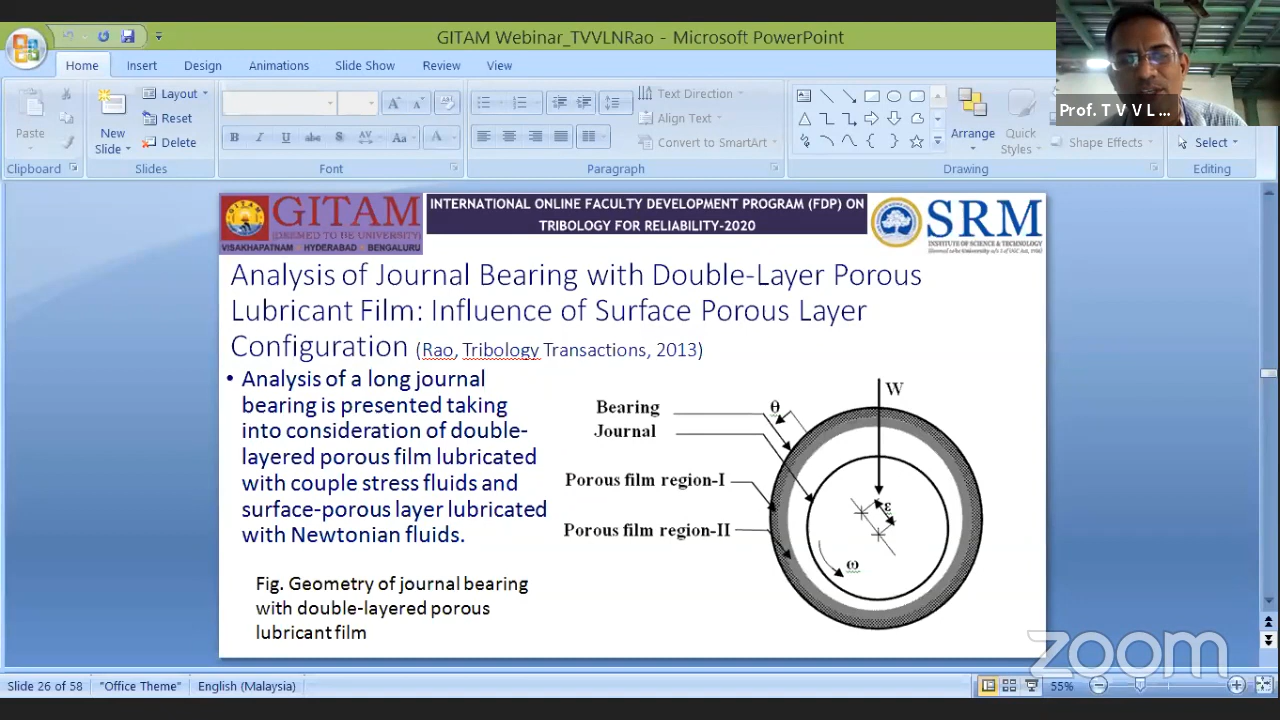 GITAM Webinar_TVVLNRao - Microsoft PowerPoint
Home Insert Design Animations Slide Show Review View
Prof. T V V L ...
Paste
New Slide
Layout
Reset
Delete
B I U abc S AV Aa A
Text Direction
Align Text
Convert to SmartArt
Arrange
Quick Styles
Shape Effects
Select
Clipboard Slides Font Paragraph Drawing Editing
GITAM
(DEEMED TO BE UNIVERSITY)
VISAKHAPATNAM HYDERABAD BENGALURU
INTERNATIONAL ONLINE FACULTY DEVELOPMENT PROGRAM (FDP) ON
TRIBOLOGY FOR RELIABILITY-2020
SRM
INSTITUTE OF SCIENCE & TECHNOLOGY
Analysis of Journal Bearing with Double-Layer Porous
Lubricant Film: Influence of Surface Porous Layer
Configuration (Rao, Tribology Transactions, 2013)
• Analysis of a long journal
bearing is presented taking
into consideration of double-
layered porous film lubricated
with couple stress fluids and
surface-porous layer lubricated
with Newtonian fluids.
Fig. Geometry of journal bearing
with double-layered porous
lubricant film
W
θ
Bearing
Journal
Porous film region-I
ε
Porous film region-II
ω
zoom
Slide 26 of 58 "Office Theme" English (Malaysia) 55%